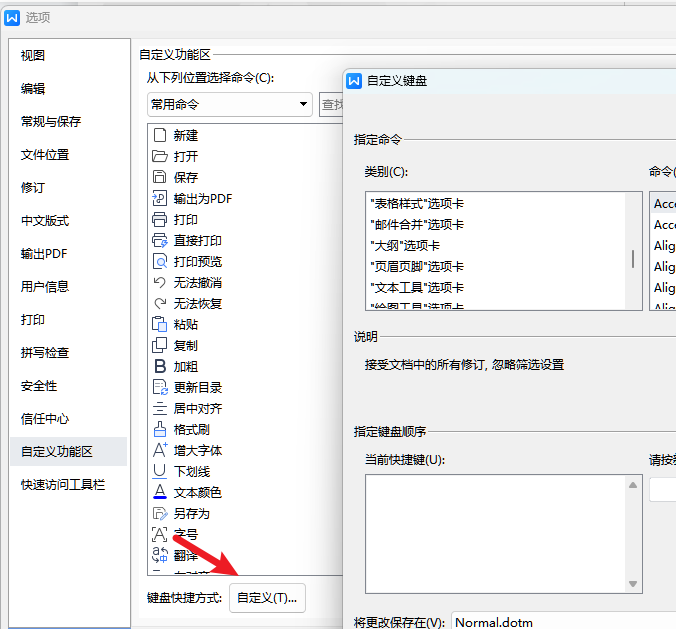 选项
视图
编辑
常规与保存
文件位置
修订
中文版式
输出PDF
用户信息
打印
拼写检查
安全性
信任中心
自定义功能区
快速访问工具栏
自定义功能区
从下列位置选择命令(C):
常用命令
查找
新建
打开
保存
输出为PDF
打印
直接打印
打印预览
无法撤消
无法恢复
粘贴
复制
加粗
更新目录
居中对齐
格式刷
增大字体
下划线
文本颜色
另存为
字号
翻译
键盘快捷方式:
自定义(T)...
自定义键盘
指定命令
类别(C):
"表格样式"选项卡
"邮件合并"选项卡
"大纲"选项卡
"页眉页脚"选项卡
"文本工具"选项卡
"绘图工具"选项卡
命令(
Acce
Acce
Alig
Alig
Alig
Alig
说明
接受文档中的所有修订, 忽略筛选设置
指定键盘顺序
当前快捷键(U):
请按
将更改保存在(V):
Normal.dotm